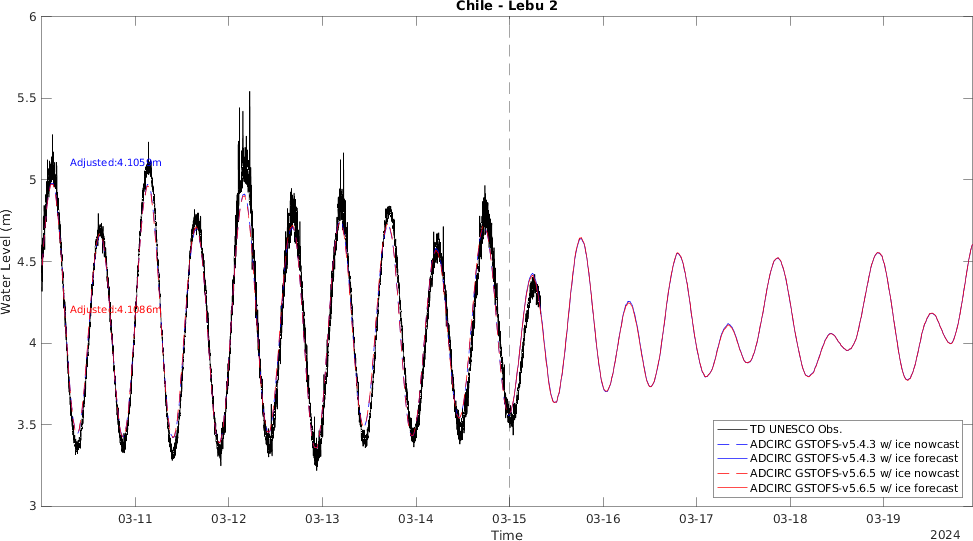 Chile - Lebu 2
6
5.5
5
4.5
4
3.5
3
Water Level (m)
Adjusted:4.1086m
03-11
03-12
03-13
03-14
03-15
03-16
03-17
03-18
03-19
Time
2024
TD UNESCO Obs.
ADCIRC GSTOFS-v5.4.3 w/ ice nowcast
ADCIRC GSTOFS-v5.4.3 w/ ice forecast
ADCIRC GSTOFS-v5.6.5 w/ ice nowcast
ADCIRC GSTOFS-v5.6.5 w/ ice forecast